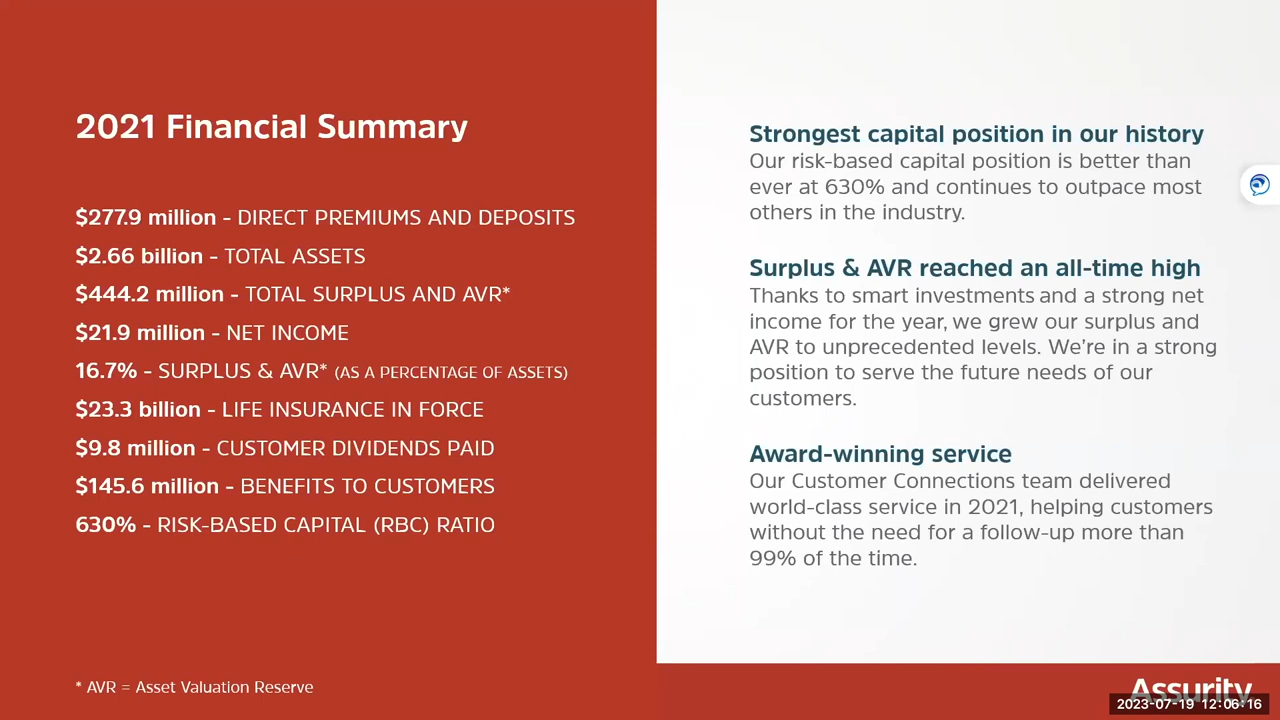 2021 Financial Summary
$277.9 million - DIRECT PREMIUMS AND DEPOSITS
$2.66 billion - TOTAL ASSETS
$444.2 million - TOTAL SURPLUS AND AVR*
$21.9 million - NET INCOME
16.7% - SURPLUS & AVR* (AS A PERCENTAGE OF ASSETS)
$23.3 billion - LIFE INSURANCE IN FORCE
$9.8 million - CUSTOMER DIVIDENDS PAID
$145.6 million - BENEFITS TO CUSTOMERS
630% - RISK-BASED CAPITAL (RBC) RATIO
* AVR = Asset Valuation Reserve
Strongest capital position in our history
Our risk-based capital position is better than
ever at 630% and continues to outpace most
others in the industry.
Surplus & AVR reached an all-time high
Thanks to smart investments and a strong net
income for the year, we grew our surplus and
AVR to unprecedented levels. We’re in a strong
position to serve the future needs of our
customers.
Award-winning service
Our Customer Connections team delivered
world-class service in 2021, helping customers
without the need for a follow-up more than
99% of the time.
Assurity
2023-07-19 12:06:16